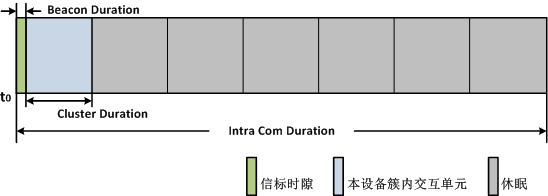 Beacon Duration
t0
Cluster Duration
Intra Com Duration
信标时隙
本设备簇内交互单元
休眠